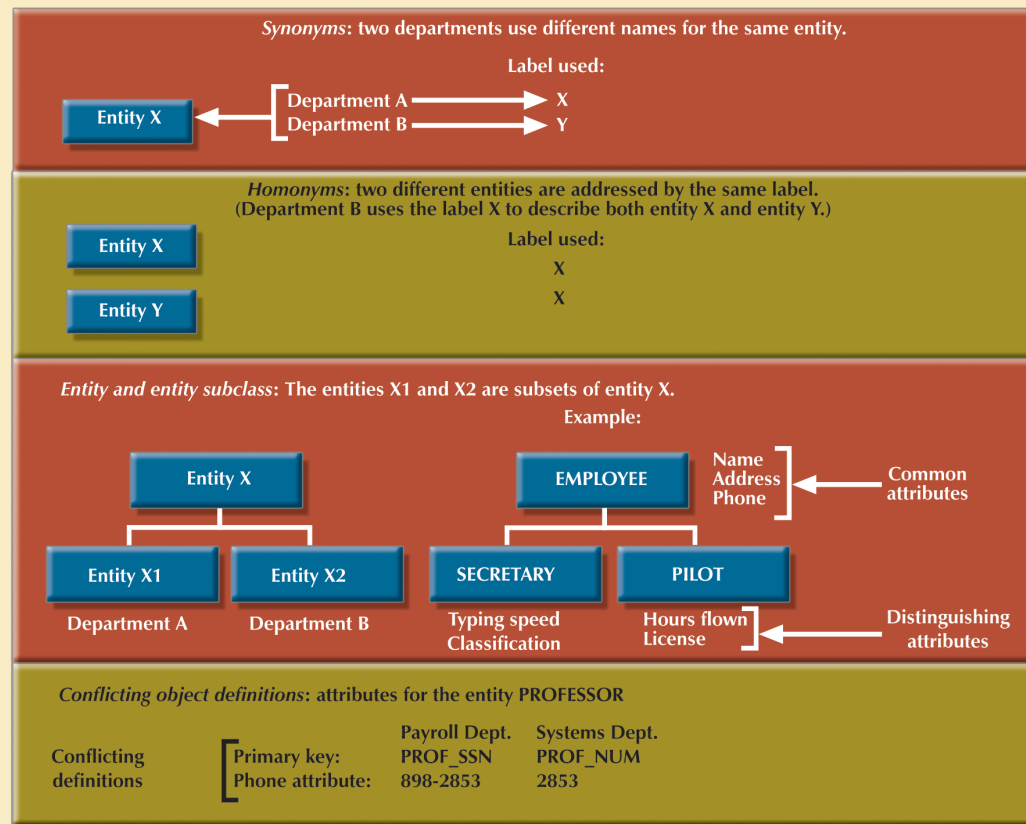 Synonyms: two departments use different names for the same entity.
Label used:
Entity X
Department A
X
Department B
Y
Homonyms: two different entities are addressed by the same label.
(Department B uses the label X to describe both entity X and entity Y.)
Label used:
Entity X
X
Entity Y
X
Entity and entity subclass: The entities X1 and X2 are subsets of entity X.
Example:
Entity X
Entity X1
Entity X2
Department A
Department B
EMPLOYEE
Name
Address
Phone
Common
attributes
SECRETARY
PILOT
Typing speed
Classification
Hours flown
License
Distinguishing
attributes
Conflicting object definitions: attributes for the entity PROFESSOR
Payroll Dept.
Systems Dept.
Conflicting
definitions
Primary key:
PROF_SSN
PROF_NUM
Phone attribute:
898-2853
2853